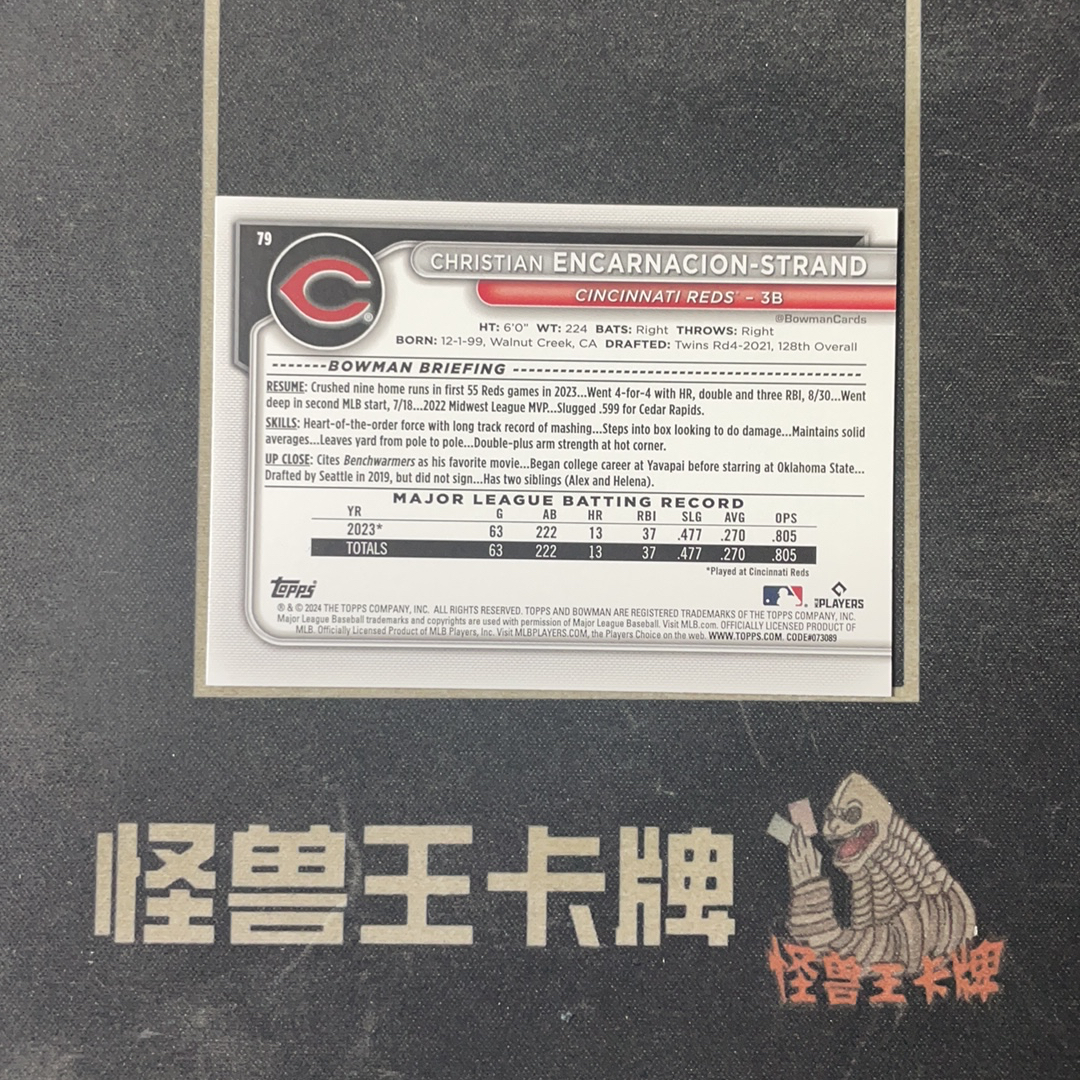 79
CHRISTIAN ENCARNACION-STRAND
CINCINNATI REDS® – 3B
@BowmanCards
HT: 6'0" WT: 224 BATS: Right THROWS: Right
BORN: 12-1-99, Walnut Creek, CA DRAFTED: Twins Rd4-2021, 128th Overall
BOWMAN BRIEFING
RESUME: Crushed nine home runs in first 55 Reds games in 2023...Went 4-for-4 with HR, double and three RBI, 8/30...Went
deep in second MLB start, 7/18...2022 Midwest League MVP...Slugged .599 for Cedar Rapids.
SKILLS: Heart-of-the-order force with long track record of mashing...Steps into box looking to do damage...Maintains solid
averages...Leaves yard from pole to pole...Double-plus arm strength at hot corner.
UP CLOSE: Cites Benchwarmers as his favorite movie...Began college career at Yavapai before starring at Oklahoma State...
Drafted by Seattle in 2019, but did not sign...Has two siblings (Alex and Helena).
MAJOR LEAGUE BATTING RECORD
YR G AB HR RBI SLG AVG OPS
2023* 63 222 13 37 .477 .270 .805
TOTALS 63 222 13 37 .477 .270 .805
*Played at Cincinnati Reds
Topps®
MLB PLAYERS
® & © 2024 THE TOPPS COMPANY, INC. ALL RIGHTS RESERVED. TOPPS AND BOWMAN ARE REGISTERED TRADEMARKS OF THE TOPPS COMPANY, INC.
Major League Baseball trademarks and copyrights are used with permission of Major League Baseball. Visit MLB.com. OFFICIALLY LICENSED PRODUCT OF
MLB. Officially Licensed Product of MLB Players, Inc. Visit MLBPLAYERS.COM, the Players Choice on the web. WWW.TOPPS.COM. CODE#073089
怪兽王卡牌
怪兽王卡牌